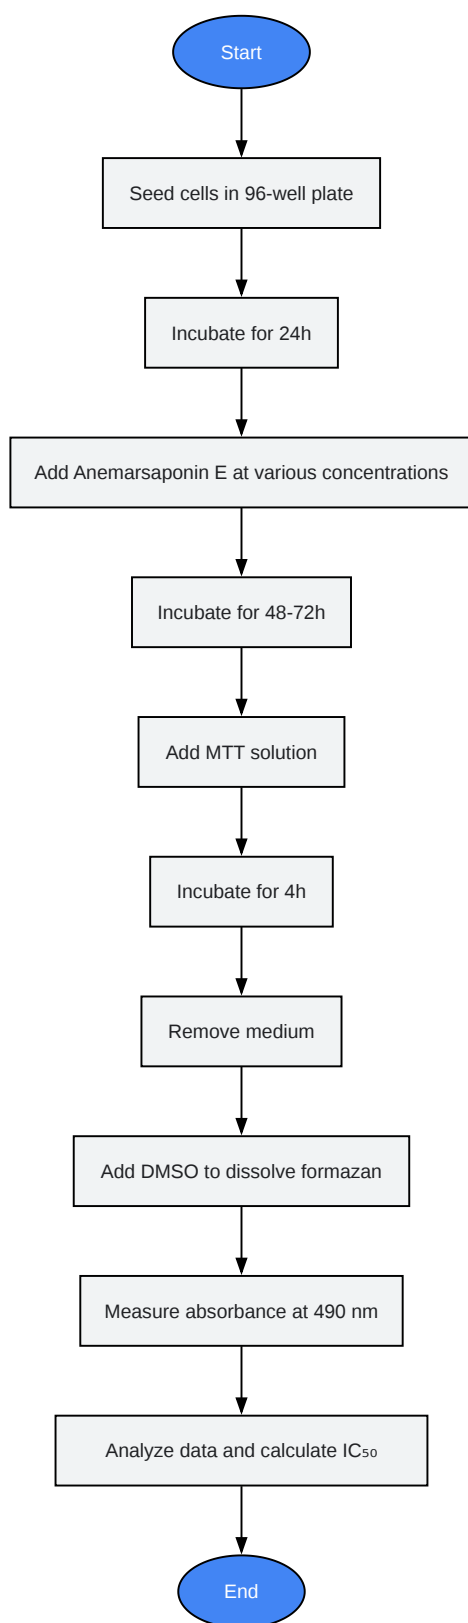 Start
Seed cells in 96-well plate
Incubate for 24h
Add Anemarsaponin E at various concentrations
Incubate for 48-72h
Add MTT solution
Incubate for 4h
Remove medium
Add DMSO to dissolve formazan
Measure absorbance at 490 nm
Analyze data and calculate IC₅₀
End